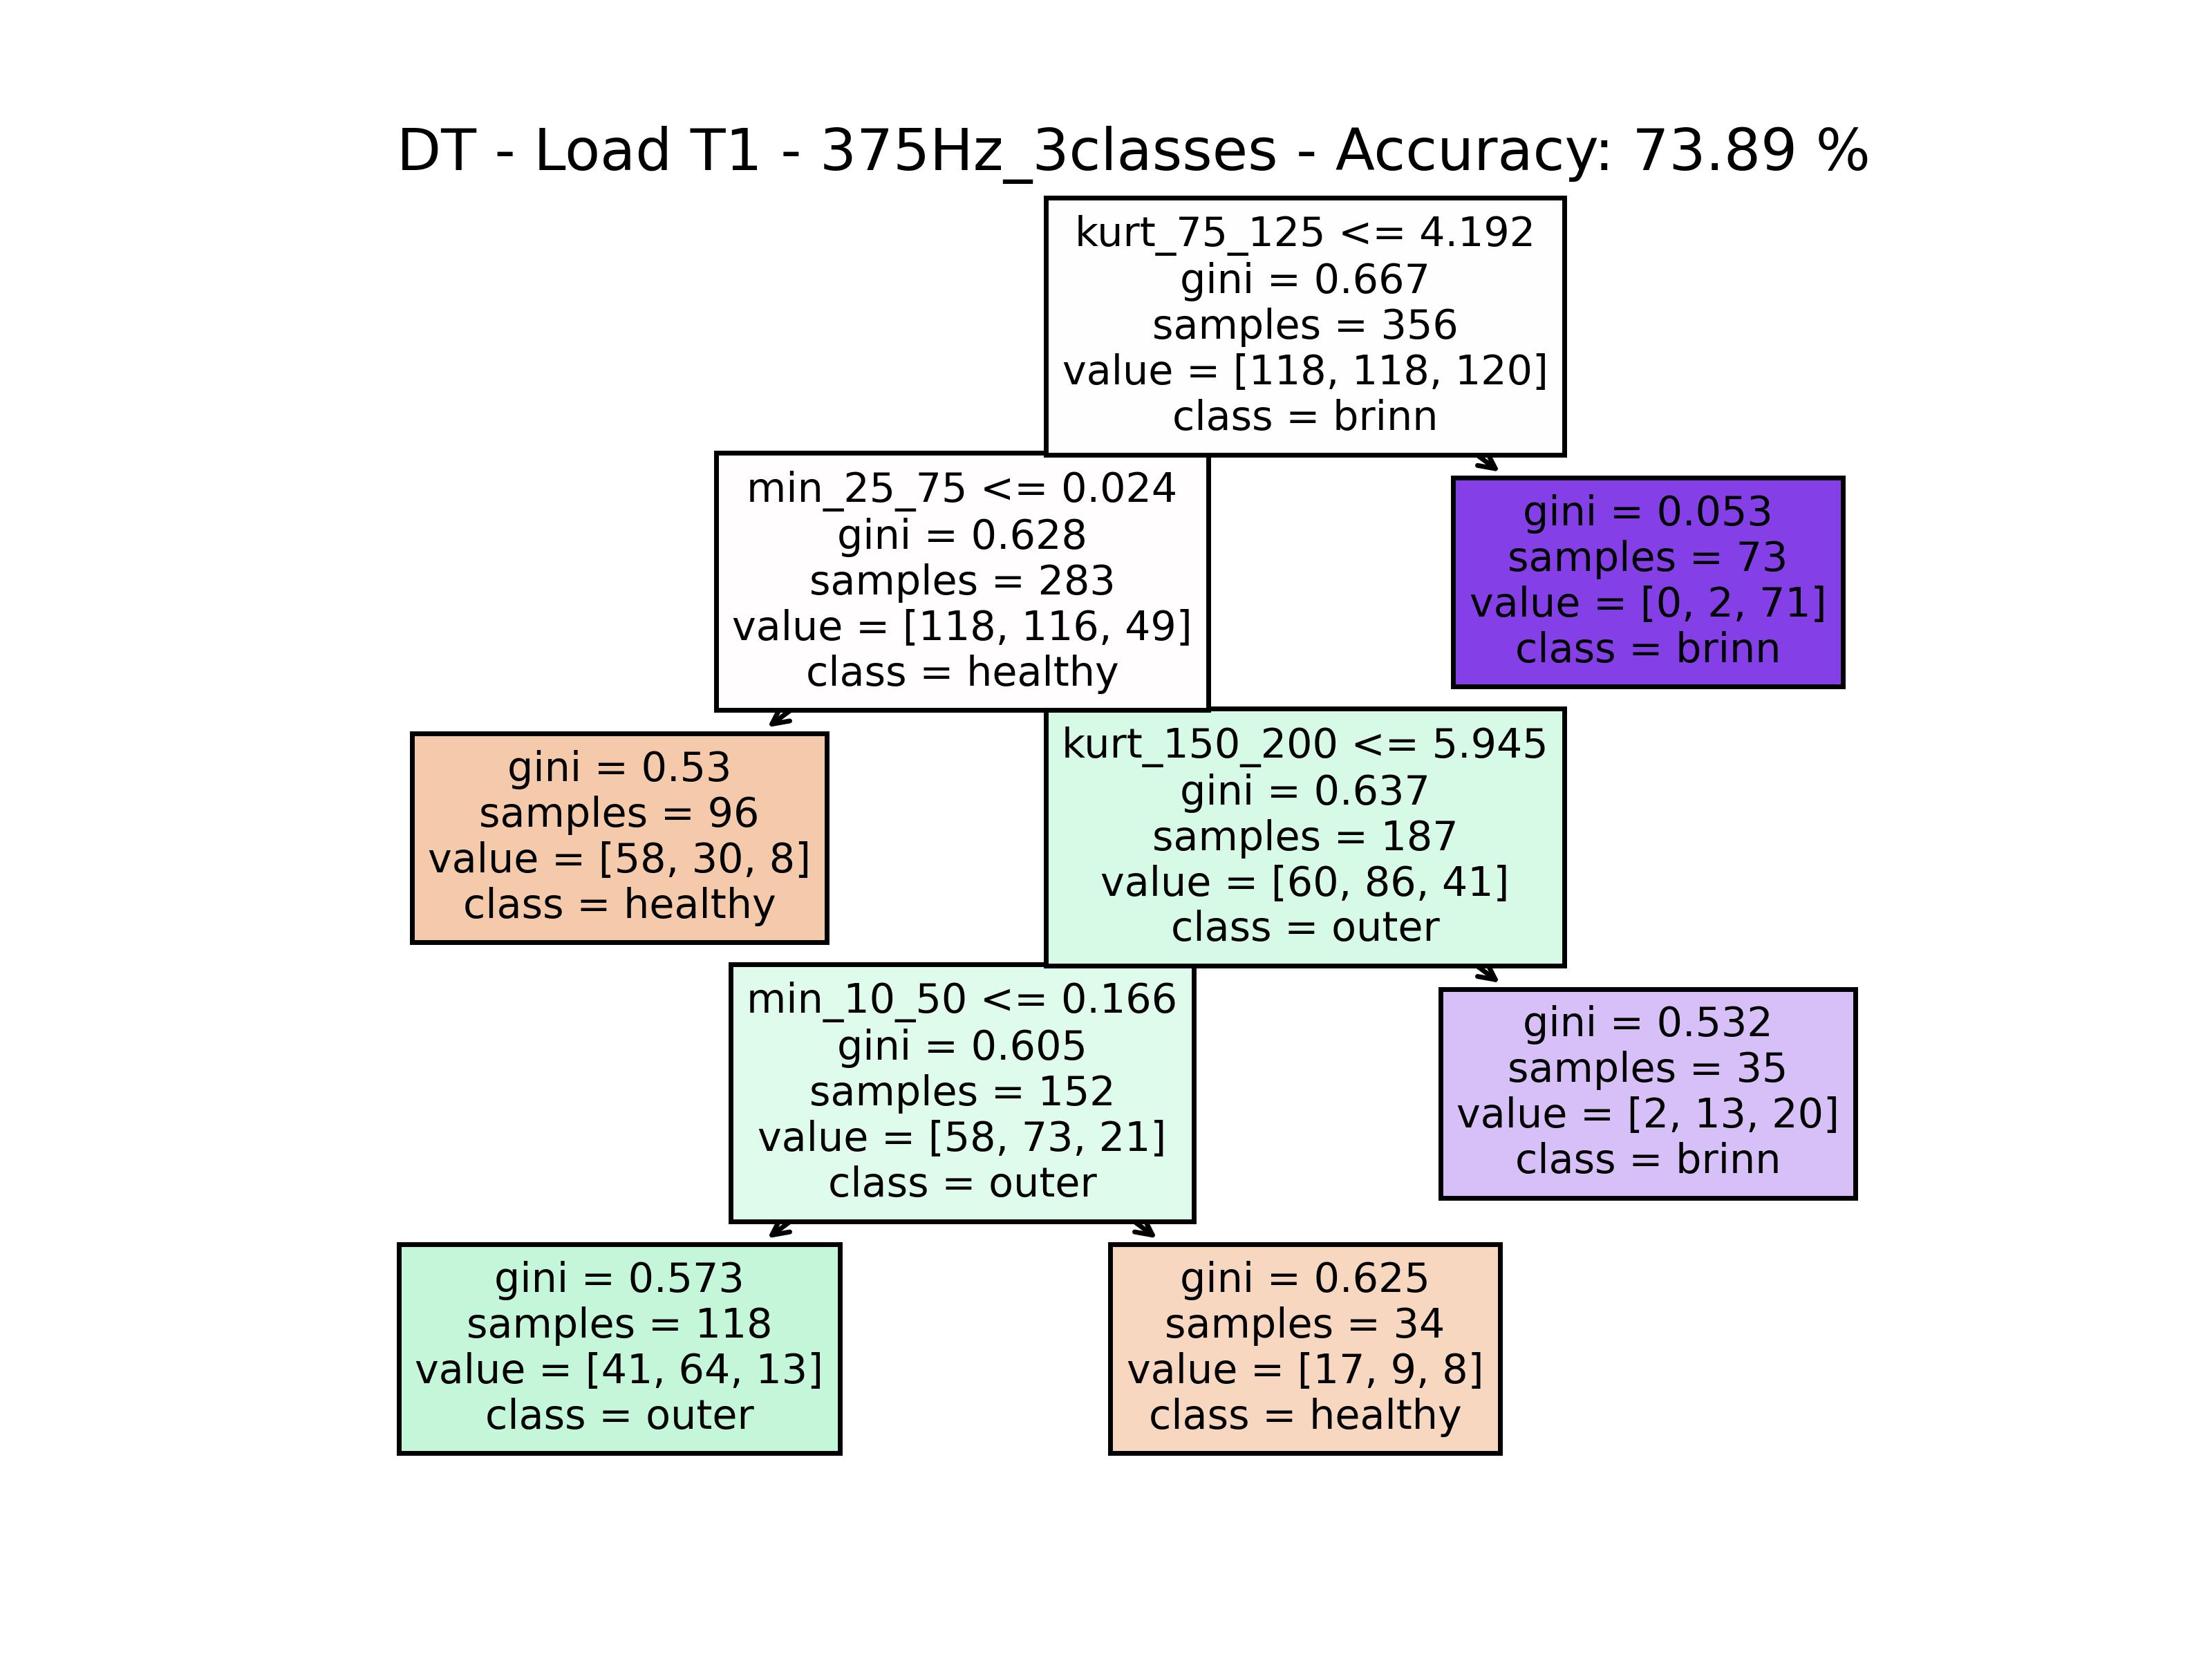 DT - Load T1 - 375Hz_3classes - Accuracy: 73.89 %
kurt_75_125 <= 4.192
gini = 0.667
samples = 356
value = [118, 118, 120]
class = brinn
min_25_75 <= 0.024
gini = 0.628
samples = 283
value = [118, 116, 49]
class = healthy
gini = 0.053
samples = 73
value = [0, 2, 71]
class = brinn
gini = 0.53
samples = 96
value = [58, 30, 8]
class = healthy
kurt_150_200 <= 5.945
gini = 0.637
samples = 187
value = [60, 86, 41]
class = outer
min_10_50 <= 0.166
gini = 0.605
samples = 152
value = [58, 73, 21]
class = outer
gini = 0.532
samples = 35
value = [2, 13, 20]
class = brinn
gini = 0.573
samples = 118
value = [41, 64, 13]
class = outer
gini = 0.625
samples = 34
value = [17, 9, 8]
class = healthy